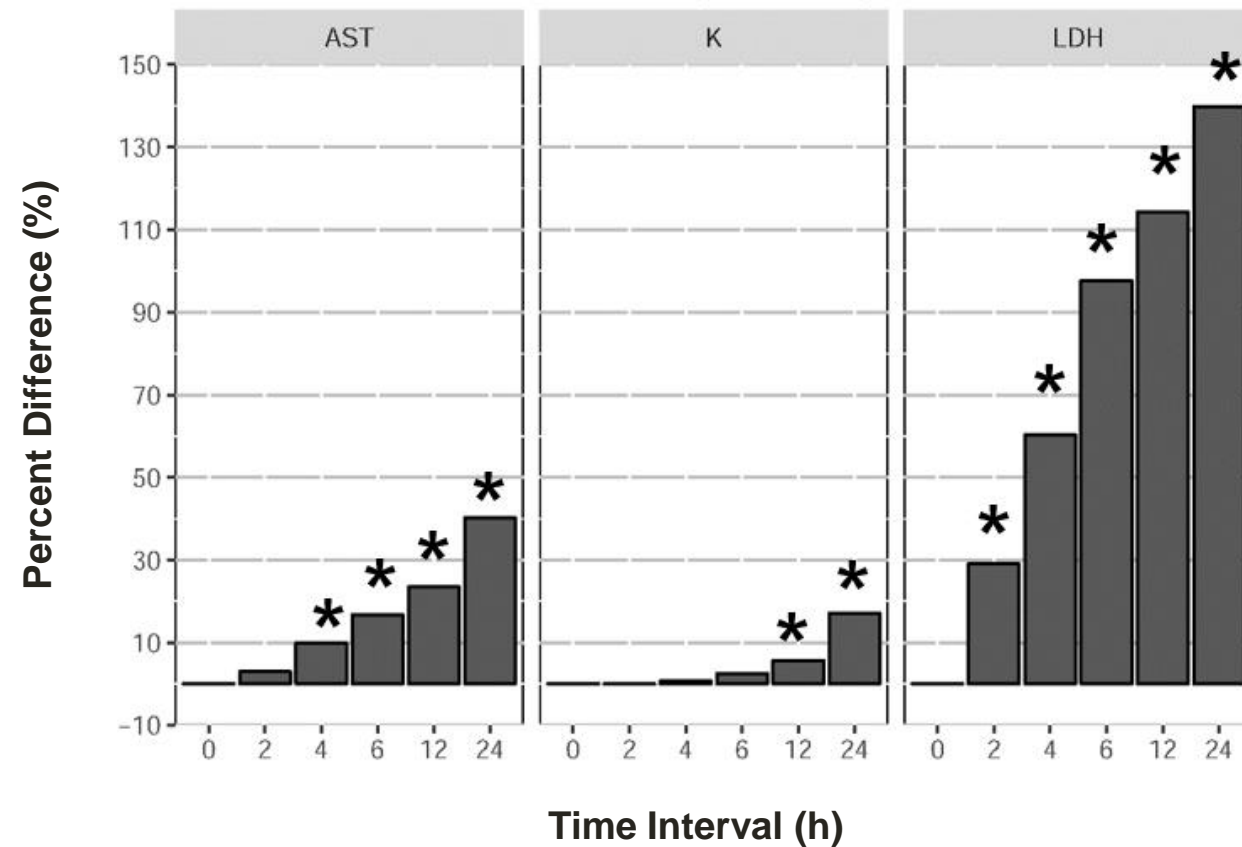 AST K LDH
150
130
110
90
70
50
30
10
-10
Percent Difference (%)
* * * *
* *
* * * * *
0 2 4 6 12 24 0 2 4 6 12 24 0 2 4 6 12 24
Time Interval (h)